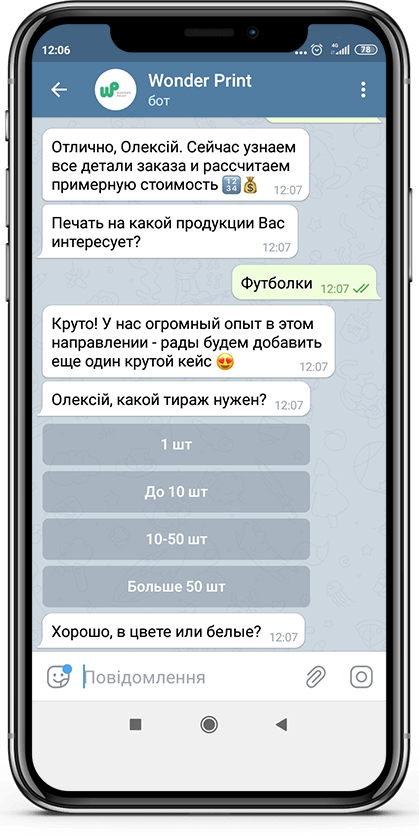 12:06
4G
78
Wonder Print
бот
WP
Отлично, Олексій. Сейчас узнаем
все детали заказа и рассчитаем
примерную стоимость 🔢💰
12:07
Печать на какой продукции Вас
интересует?
12:07
Футболки
12:07
Круто! У нас огромный опыт в этом
направлении - рады будем добавить
еще один крутой кейс 😍
12:07
Олексій, какой тираж нужен?
12:07
1 шт
До 10 шт
10-50 шт
Больше 50 шт
Хорошо, в цвете или белые?
12:07
Повідомлення